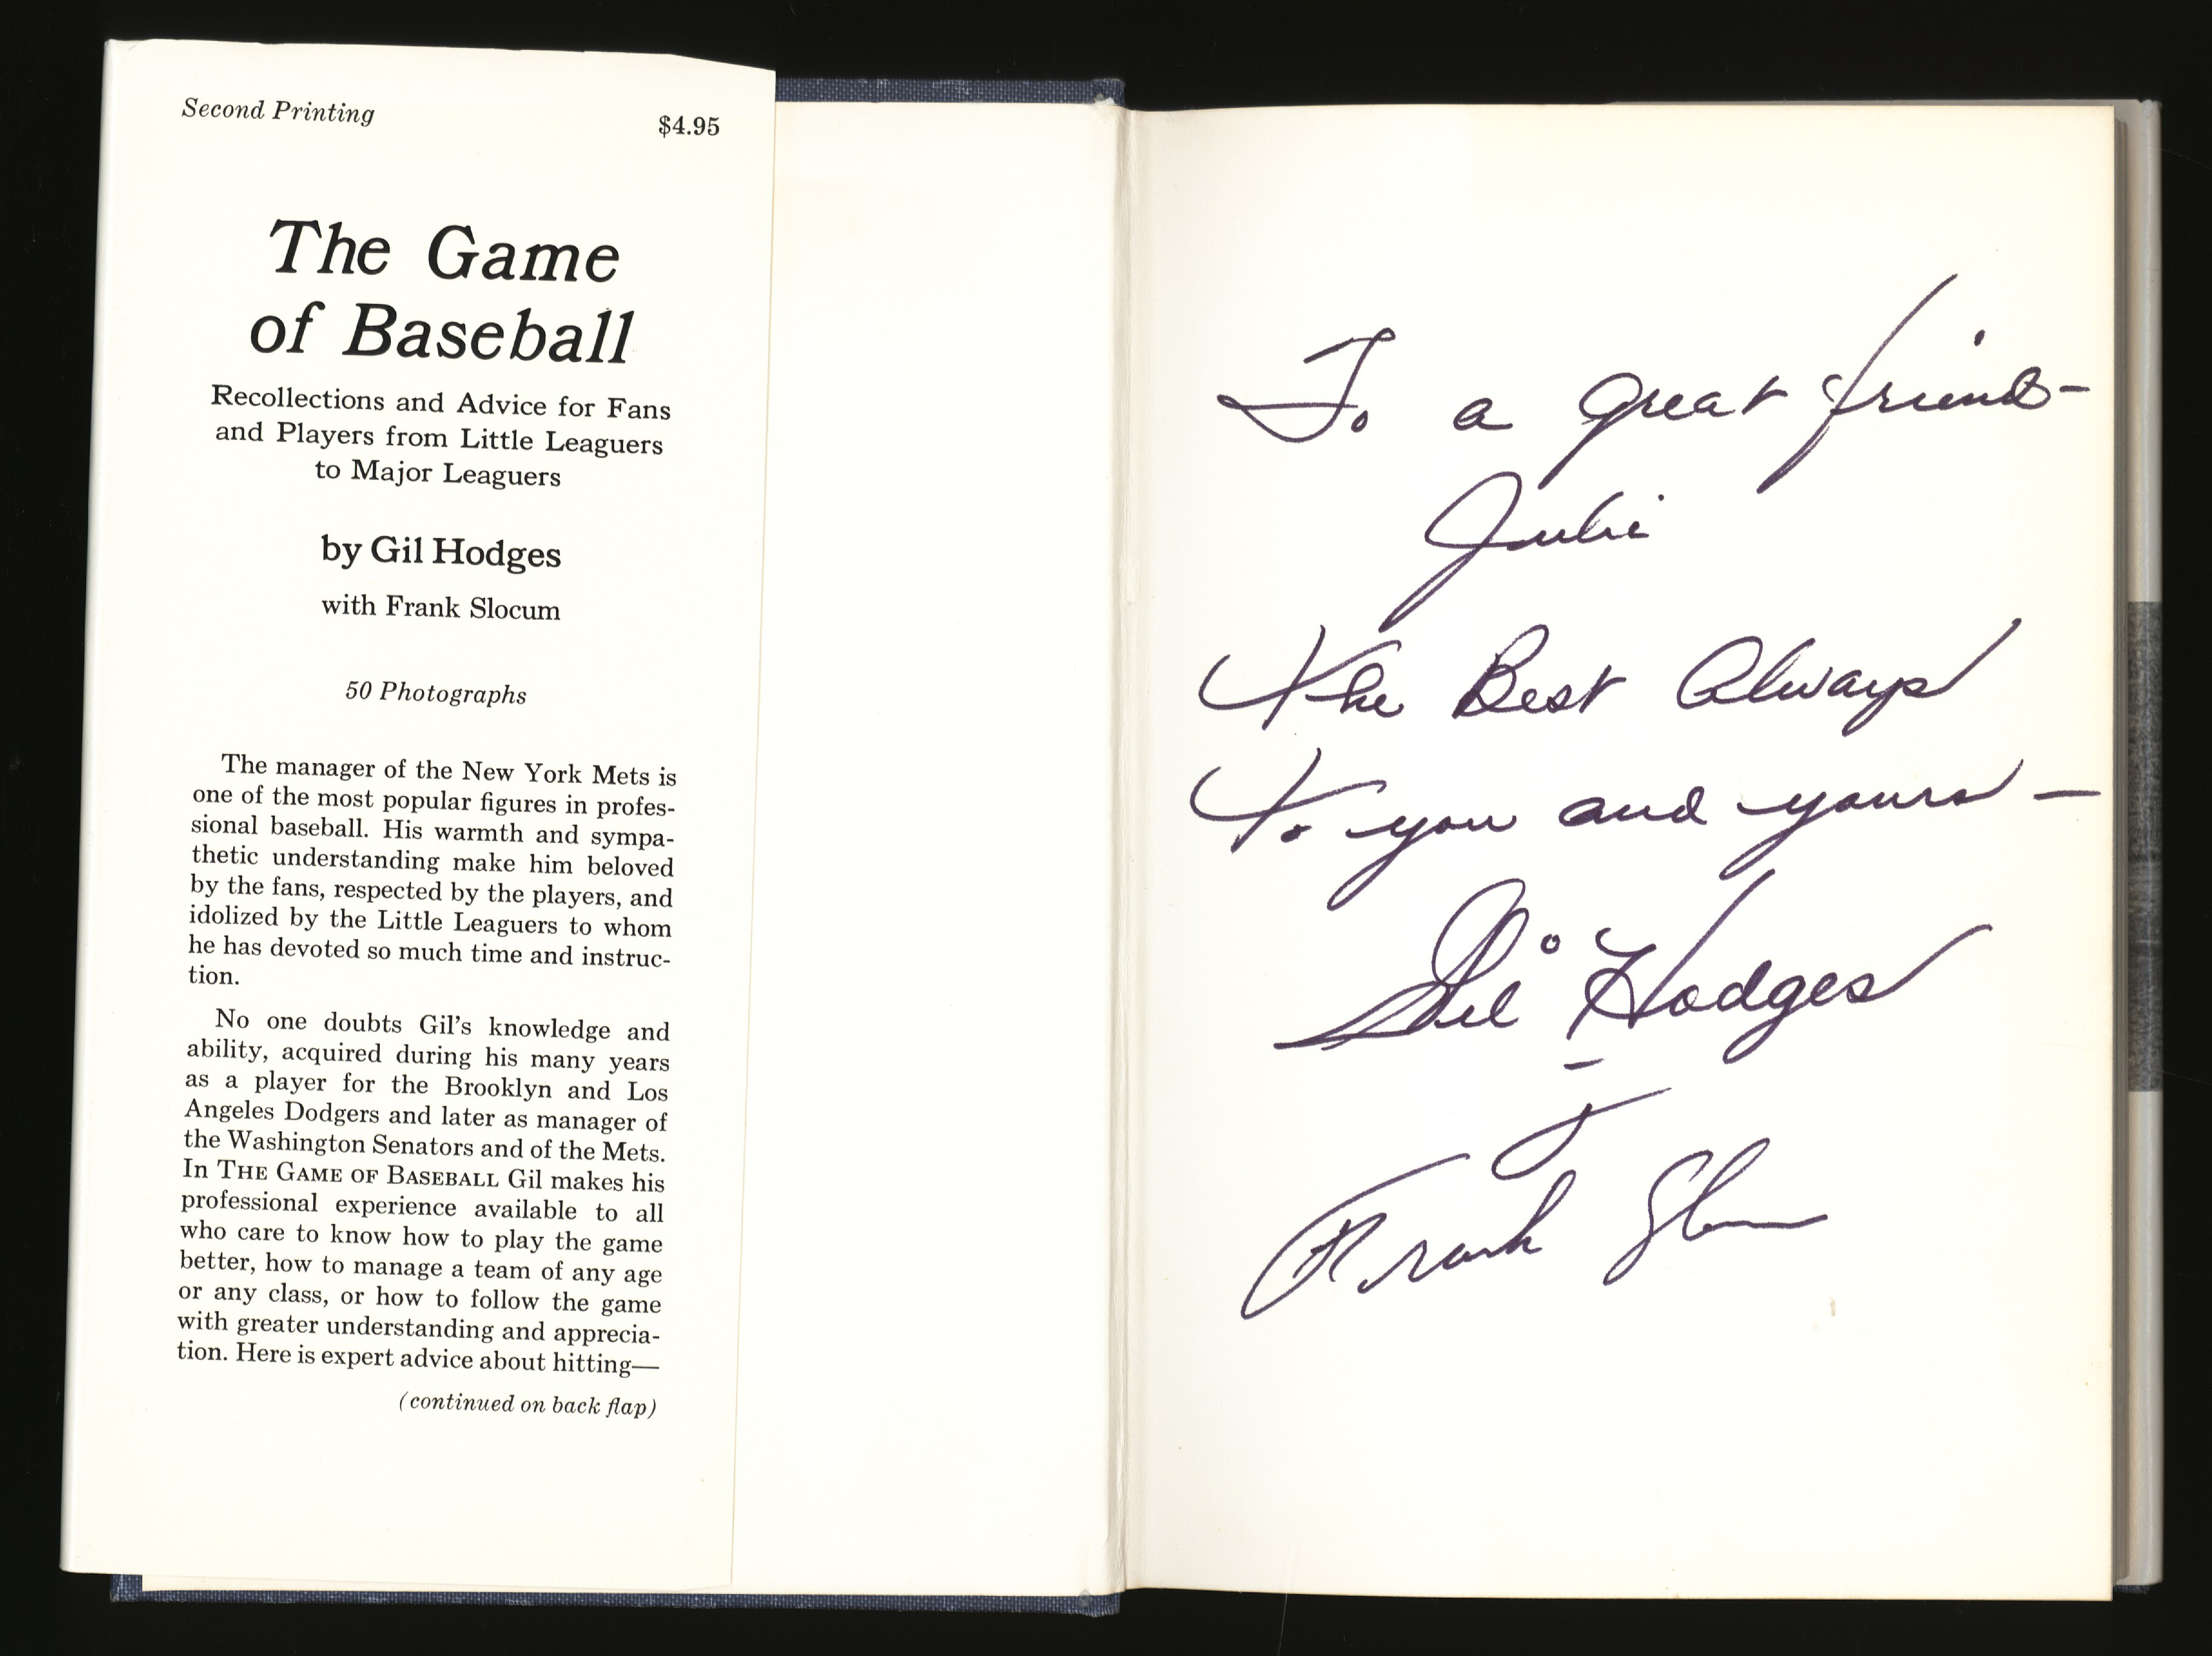 Second Printing
$4.95
The Game
of Baseball
Recollections and Advice for Fans
and Players from Little Leaguers
to Major Leaguers
by Gil Hodges
with Frank Slocum
50 Photographs
The manager of the New York Mets is
one of the most popular figures in profes-
sional baseball. His warmth and sympa-
thetic understanding make him beloved
by the fans, respected by the players, and
idolized by the Little Leaguers to whom
he has devoted so much time and instruc-
tion.
No one doubts Gil's knowledge and
ability, acquired during his many years
as a player for the Brooklyn and Los
Angeles Dodgers and later as manager of
the Washington Senators and of the Mets.
In THE GAME OF BASEBALL Gil makes his
professional experience available to all
who care to know how to play the game
better, how to manage a team of any age
or any class, or how to follow the game
with greater understanding and apprecia-
tion. Here is expert advice about hitting—
(continued on back flap)
To a great friend-
Julie
the Best Always
to you and yours —
Gil Hodges
Frank Slocum